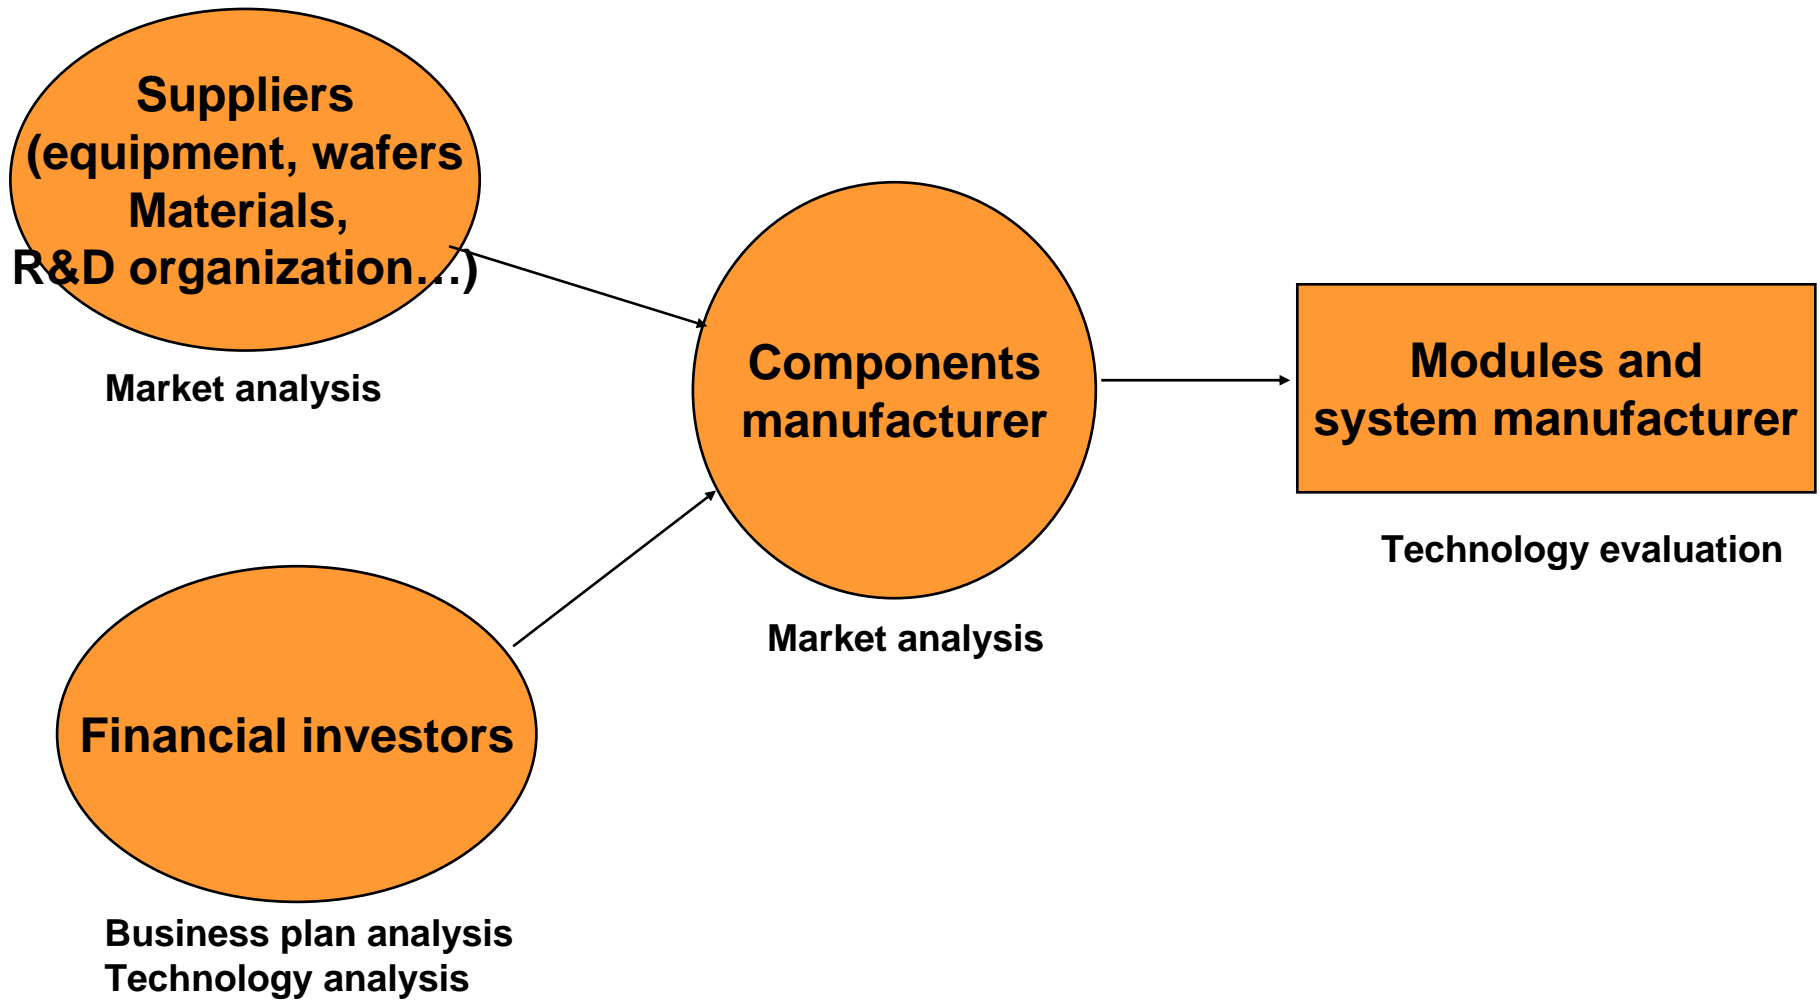 Suppliers
(equipment, wafers
Materials,
R&D organization…)
Market analysis
Components
manufacturer
Market analysis
Modules and
system manufacturer
Technology evaluation
Financial investors
Business plan analysis
Technology analysis